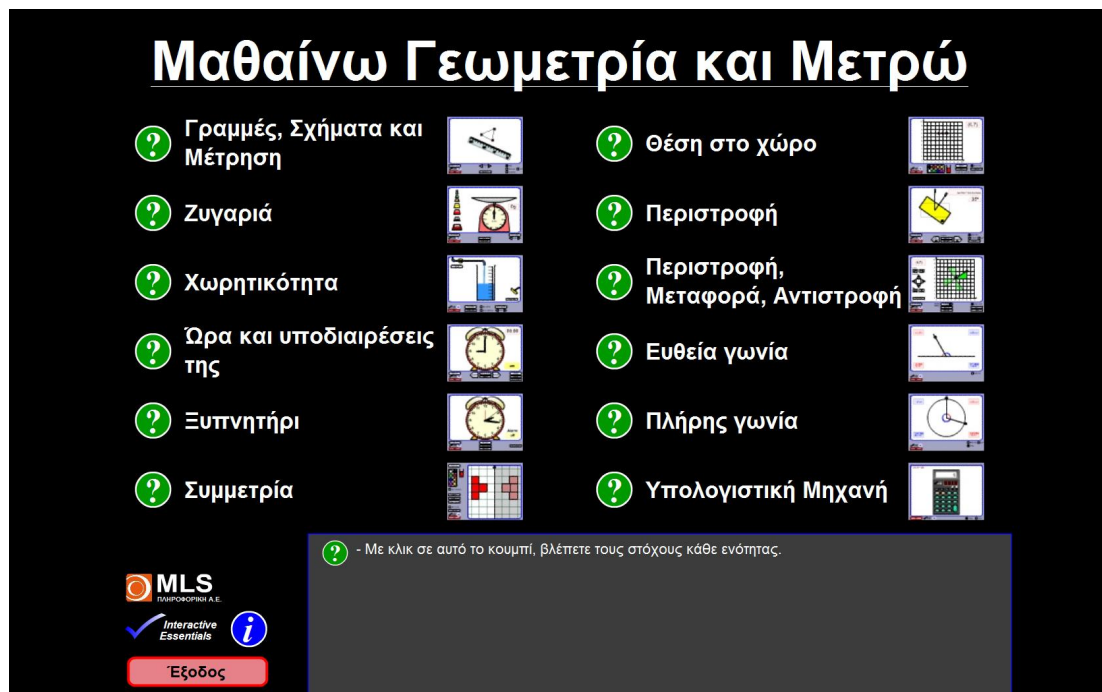 Μαθαίνω Γεωμετρία και Μετρώ
Γραμμές, Σχήματα και
Μέτρηση
Ζυγαριά
Χωρητικότητα
Ώρα και υποδιαιρέσεις
της
Ξυπνητήρι
Συμμετρία
Θέση στο χώρο
Περιστροφή
Περιστροφή,
Μεταφορά, Αντιστροφή
Ευθεία γωνία
Πλήρης γωνία
Υπολογιστική Μηχανή
? - Με κλικ σε αυτό το κουμπί, βλέπετε τους στόχους κάθε ενότητας.
MLS
ΠΛΗΡΟΦΟΡΙΚΗ Α.Ε.
Interactive
Essentials
i
Έξοδος